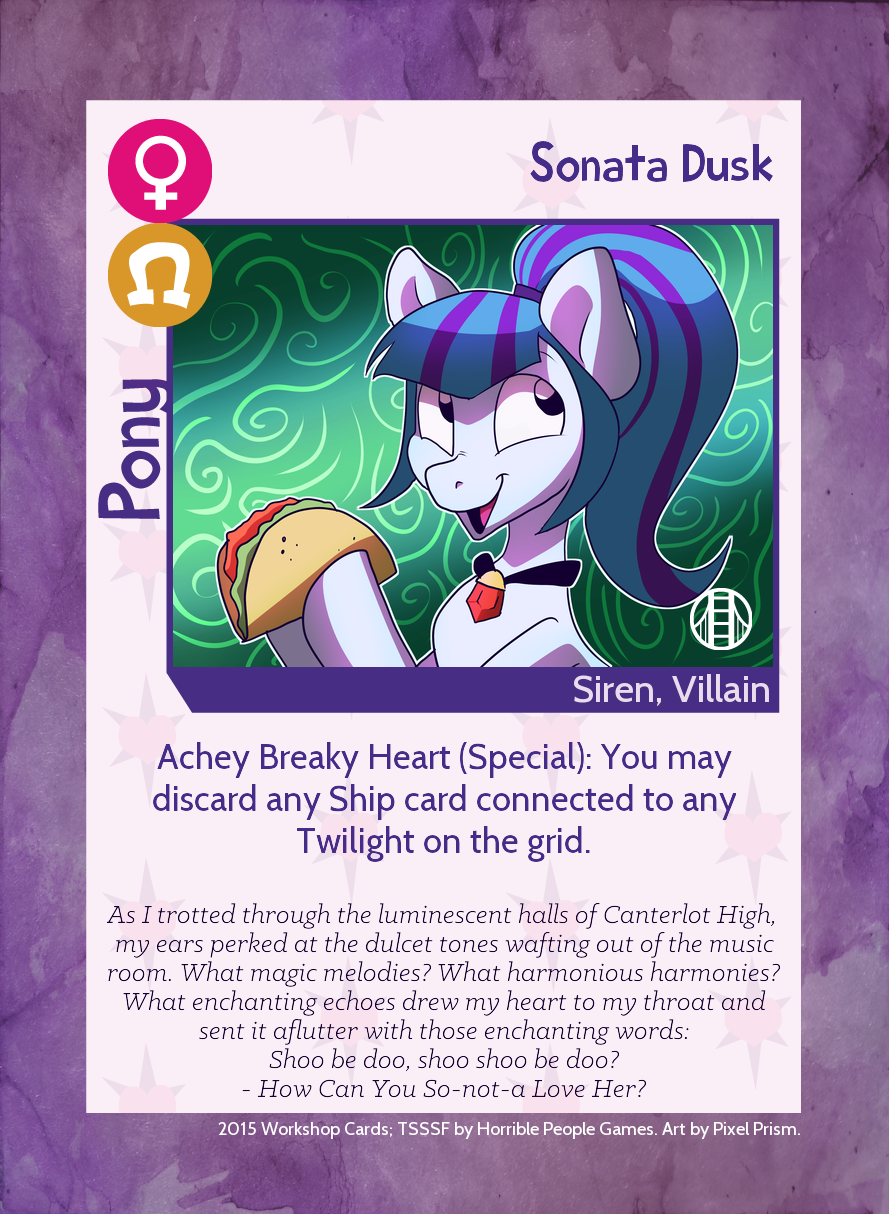 Sonata Dusk
Pony
Siren, Villain
Achey Breaky Heart (Special): You may
discard any Ship card connected to any
Twilight on the grid.
As I trotted through the luminescent halls of Canterlot High,
my ears perked at the dulcet tones wafting out of the music
room. What magic melodies? What harmonious harmonies?
What enchanting echoes drew my heart to my throat and
sent it aflutter with those enchanting words:
Shoo be doo, shoo shoo be doo?
- How Can You So-not-a Love Her?
2015 Workshop Cards; TSSSF by Horrible People Games. Art by Pixel Prism.